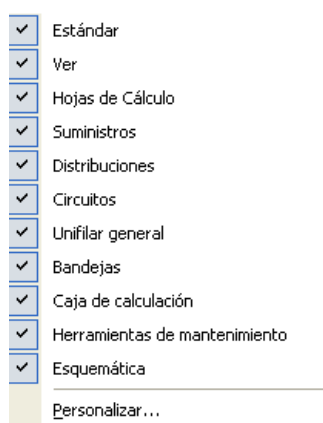 Estándar
Ver
Hojas de Cálculo
Suministros
Distribuciones
Circuitos
Unifilar general
Bandejas
Caja de calculación
Herramientas de mantenimiento
Esquemática
Personalizar...